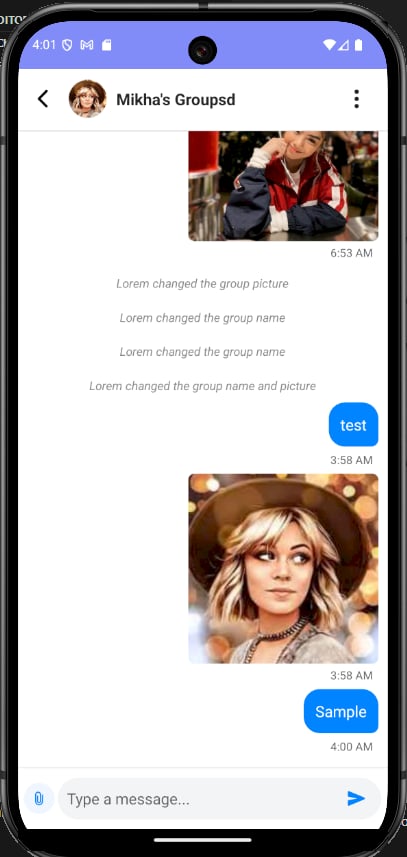 4:01
Mikha's Groupsd
6:53 AM
Lorem changed the group picture
Lorem changed the group name
Lorem changed the group name
Lorem changed the group name and picture
test
3:58 AM
3:58 AM
Sample
4:00 AM
Type a message...